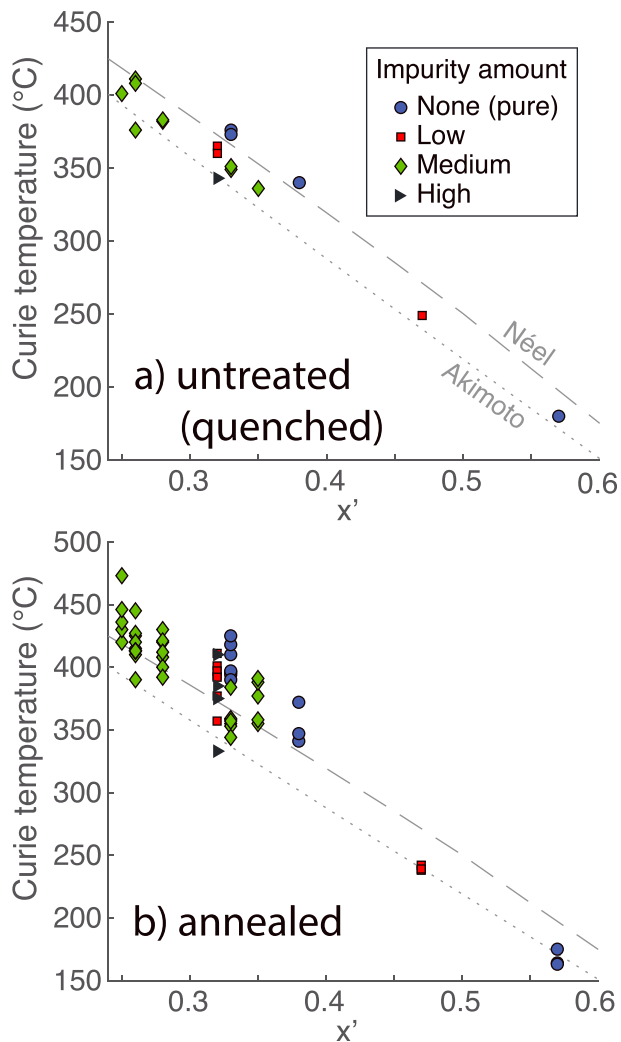 450
400
350
300
250
200
150
Curie temperature (°C)
Impurity amount
None (pure)
Low
Medium
High
Néel
Akimoto
a) untreated
(quenched)
0.3
0.4
0.5
0.6
x'
500
450
400
350
300
250
200
150
Curie temperature (°C)
b) annealed
0.3
0.4
0.5
0.6
x'